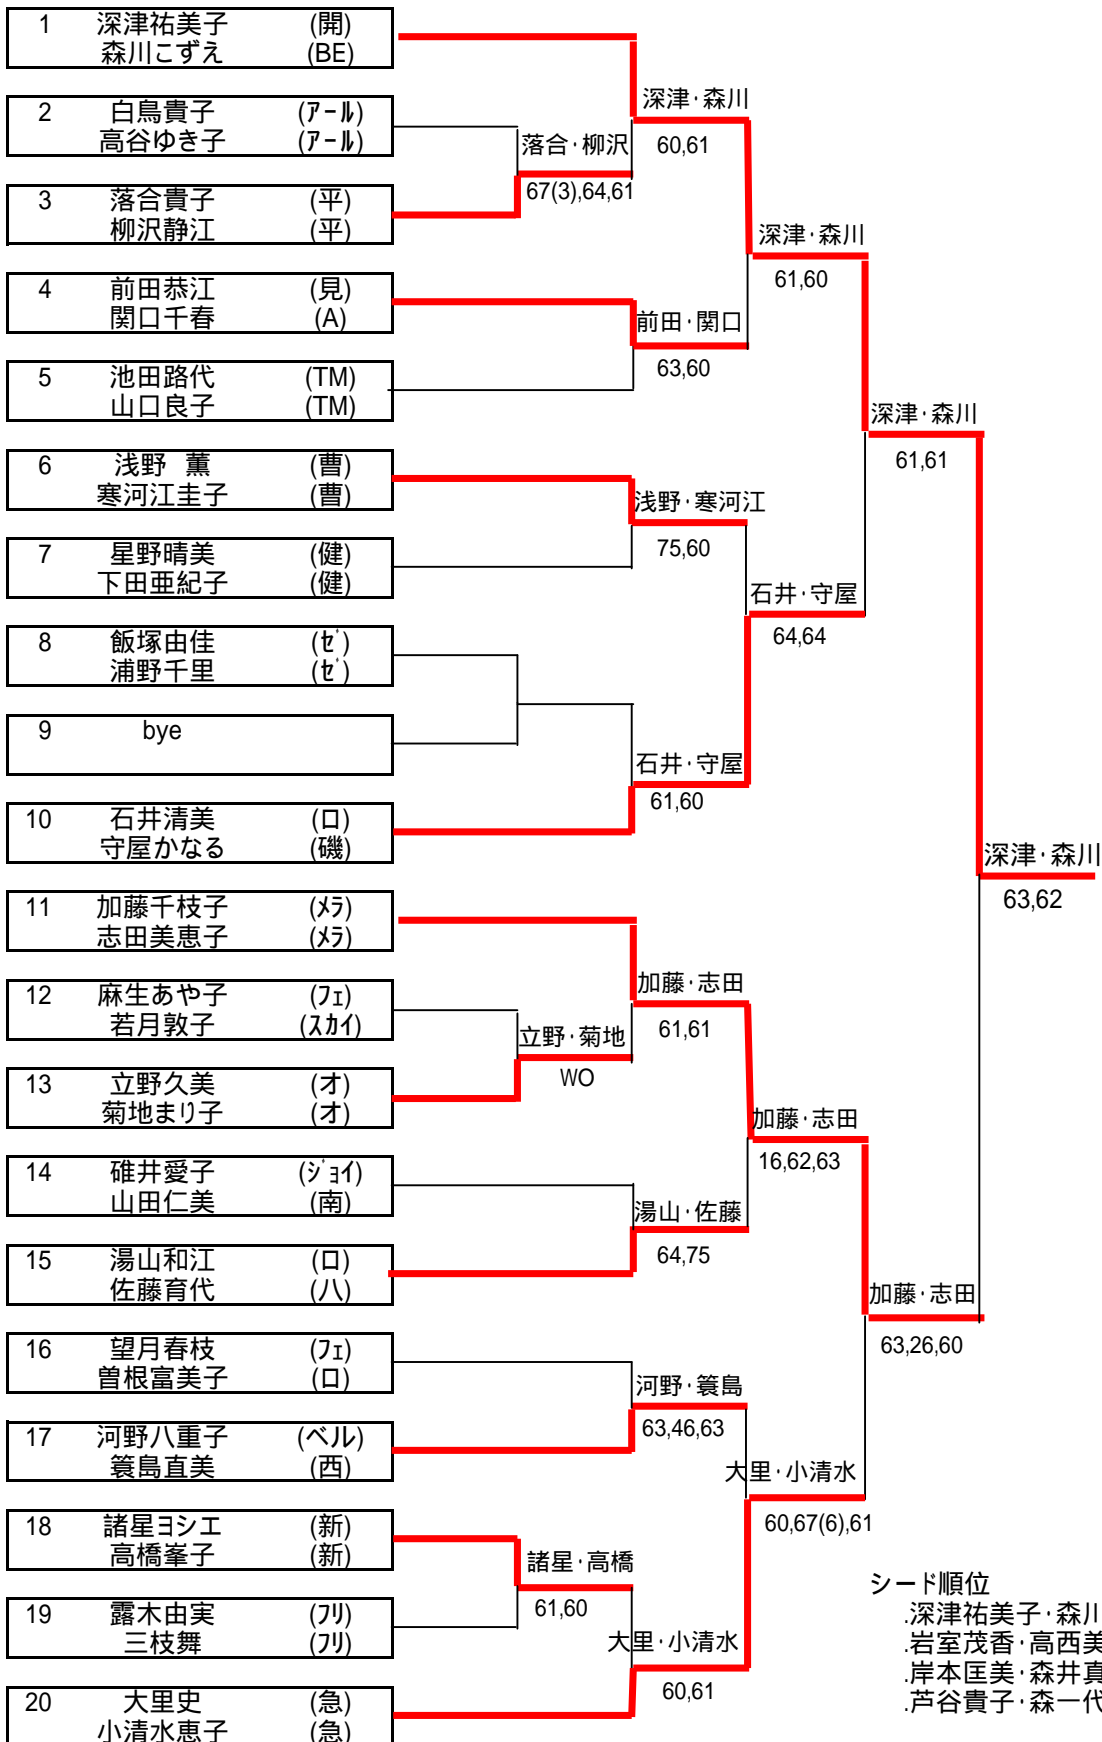 1 深津祐美子 (開)
森川こずえ (BE)
2 白鳥貴子 (アール)
高谷ゆき子 (アール)
3 落合貴子 (平)
柳沢静江 (平)
4 前田恭江 (見)
関口千春 (A)
5 池田路代 (TM)
山口良子 (TM)
6 浅野 薫 (曹)
寒河江圭子 (曹)
7 星野晴美 (健)
下田亜紀子 (健)
8 飯塚由佳 (ゼ)
浦野千里 (ゼ)
9 bye
10 石井清美 (ロ)
守屋かなる (磯)
11 加藤千枝子 (メラ)
志田美恵子 (メラ)
12 麻生あや子 (フェ)
若月敦子 (スカイ)
13 立野久美 (オ)
菊地まり子 (オ)
14 碓井愛子 (ジョイ)
山田仁美 (南)
15 湯山和江 (ロ)
佐藤育代 (八)
16 望月春枝 (フェ)
曽根富美子 (ロ)
17 河野八重子 (ベル)
簑島直美 (西)
18 諸星ヨシエ (新)
高橋峯子 (新)
19 露木由実 (フリ)
三枝舞 (フリ)
20 大里史 (急)
小清水恵子 (急)
落合・柳沢
67(3),64,61
立野・菊地
WO
諸星・高橋
61,60
深津・森川
60,61
前田・関口
63,60
浅野・寒河江
75,60
石井・守屋
61,60
加藤・志田
61,61
湯山・佐藤
64,75
河野・簑島
63,46,63
大里・小清水
60,61
深津・森川
61,60
石井・守屋
64,64
加藤・志田
16,62,63
大里・小清水
60,67(6),61
深津・森川
61,61
加藤・志田
63,26,60
深津・森川
63,62
シード順位
.深津祐美子・森川
.岩室茂香・高西美
.岸本匡美・森井真
.芦谷貴子・森一代